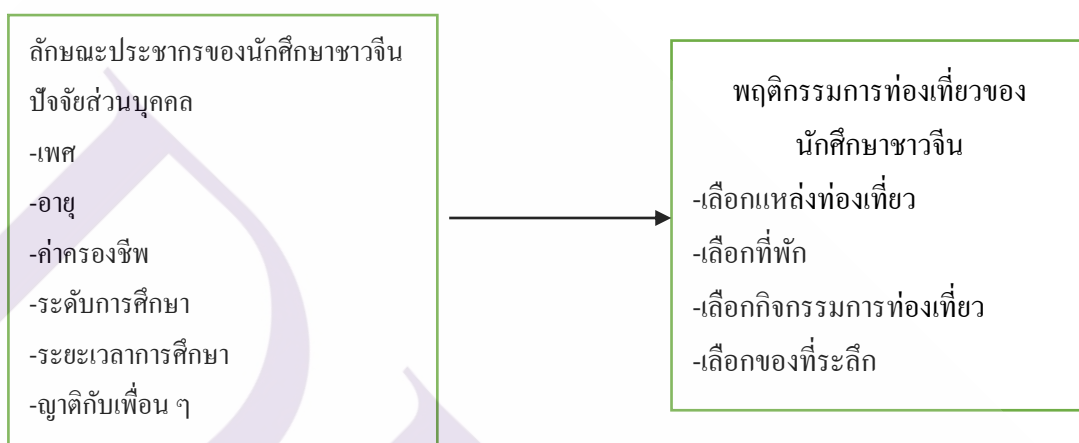 ลักษณะประชากรของนักศึกษาชาวจีน
ปัจจัยส่วนบุคคล
-เพศ
-อายุ
-ค่าครองชีพ
-ระดับการศึกษา
-ระยะเวลาการศึกษา
-ญาติกับเพื่อน ๆ
พฤติกรรมการท่องเที่ยวของ
นักศึกษาชาวจีน
-เลือกแหล่งท่องเที่ยว
-เลือกที่พัก
-เลือกกิจกรรมการท่องเที่ยว
-เลือกของที่ระลึก